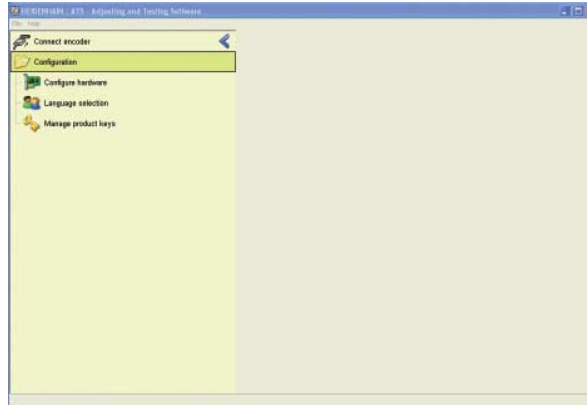 HEIDENHAIN : ATS - Adjusting and Testing Software
File Help
Connect encoder
Configuration
Configure hardware
Language selection
Manage product keys